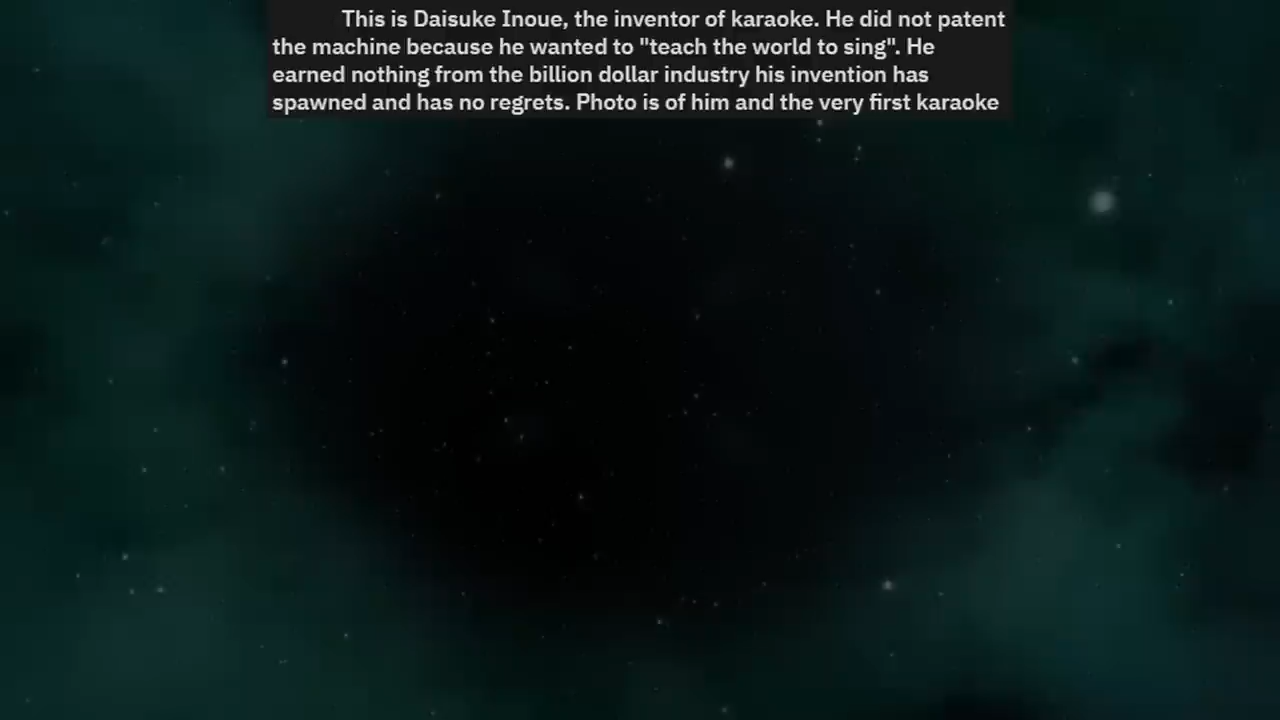 This is Daisuke Inoue, the inventor of karaoke. He did not patent
the machine because he wanted to "teach the world to sing". He
earned nothing from the billion dollar industry his invention has
spawned and has no regrets. Photo is of him and the very first karaoke